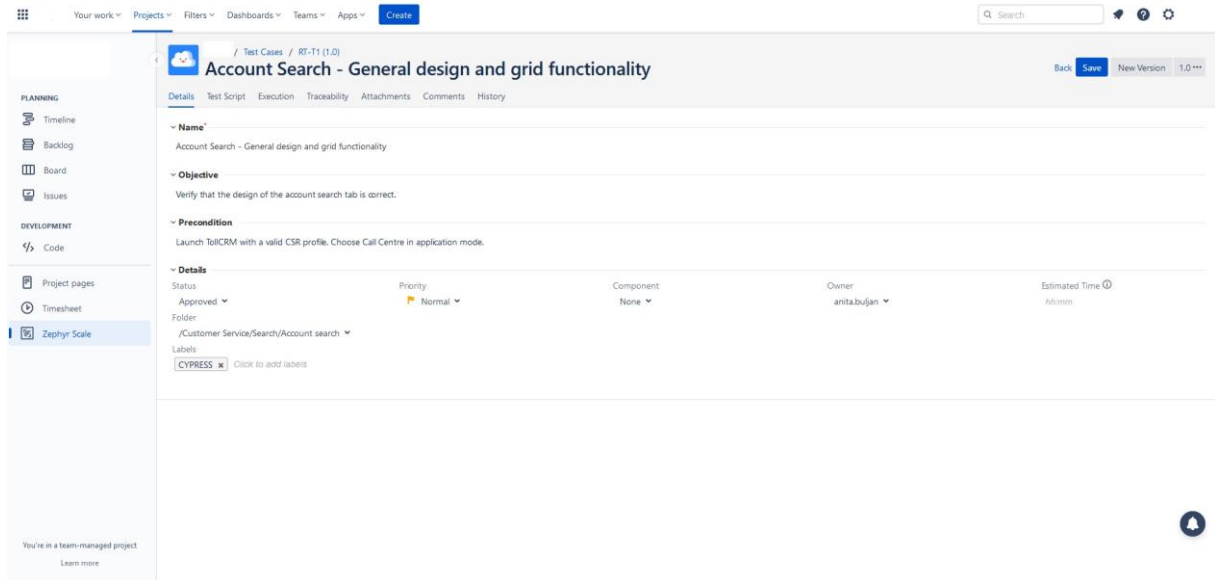 Your work Projects Filters Dashboards Teams Apps Create Search
/ Test Cases / RT-T1 (1.0)
Account Search - General design and grid functionality
Back Save New Version 1.0 •••
Details Test Script Execution Traceability Attachments Comments History
PLANNING
Timeline
Backlog
Board
Issues
DEVELOPMENT
Code
Project pages
Timesheet
Zephyr Scale
You're in a team-managed project
Learn more
Name*
Account Search - General design and grid functionality
Objective
Verify that the design of the account search tab is correct.
Precondition
Launch TollCRM with a valid CSR profile. Choose Call Centre in application mode.
Details
Status Priority Component Owner Estimated Time
Approved Normal None anita.buljan hh:mm
Folder
/Customer Service/Search/Account search
Labels
CYPRESS × Click to add labels